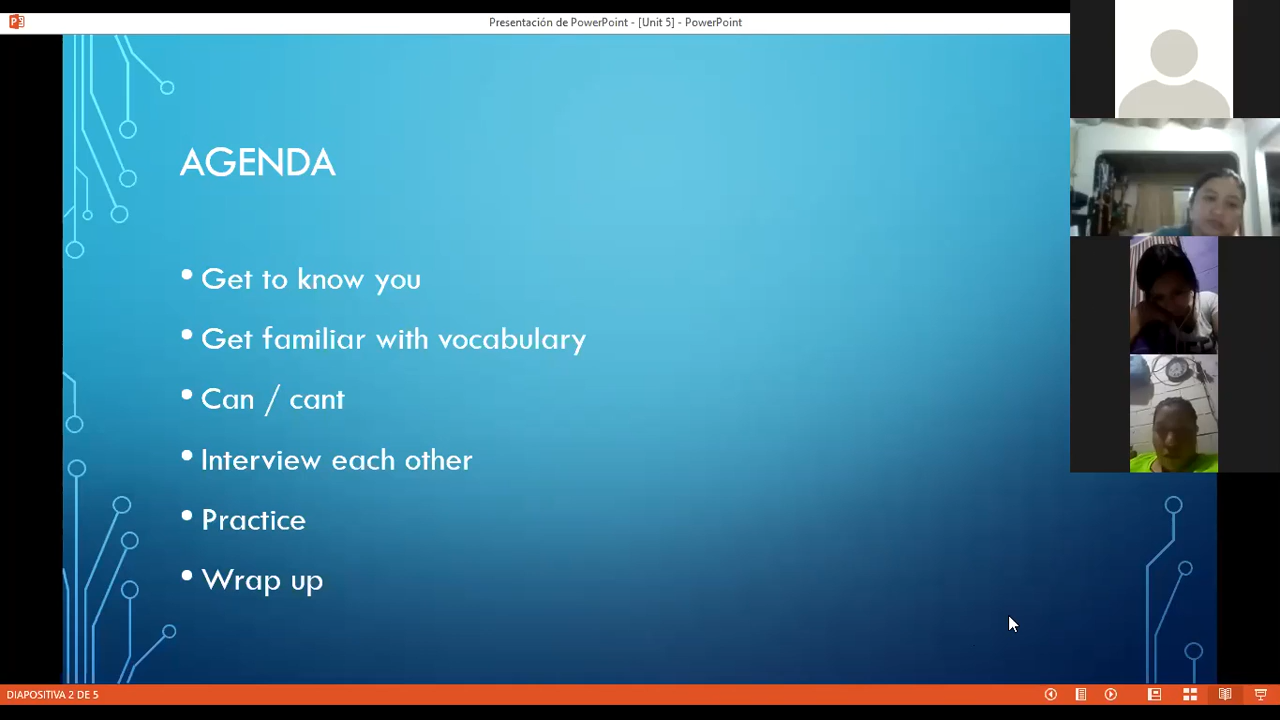 Presentación de PowerPoint - [Unit 5] - PowerPoint
AGENDA
• Get to know you
• Get familiar with vocabulary
• Can / cant
• Interview each other
• Practice
• Wrap up
DIAPOSITIVA 2 DE 5